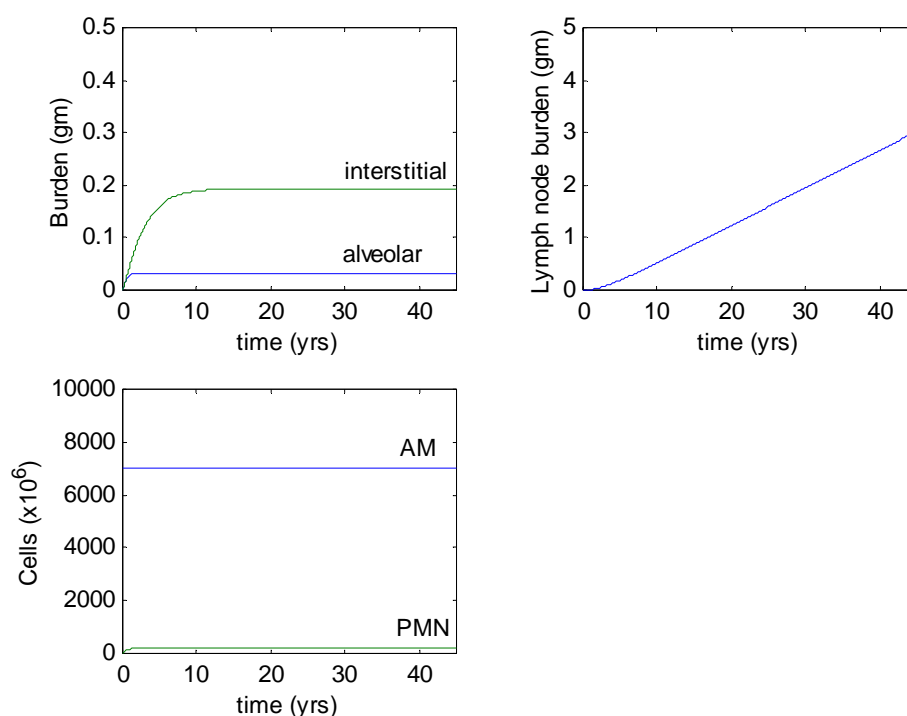 0.5
0.4
0.3
0.2
0.1
0
Burden (gm)
interstitial
alveolar
0 10 20 30 40
time (yrs)
5
4
3
2
1
0
Lymph node burden (gm)
0 10 20 30 40
time (yrs)
10000
8000
6000
4000
2000
0
Cells (x10^6)
AM
PMN
0 10 20 30 40
time (yrs)